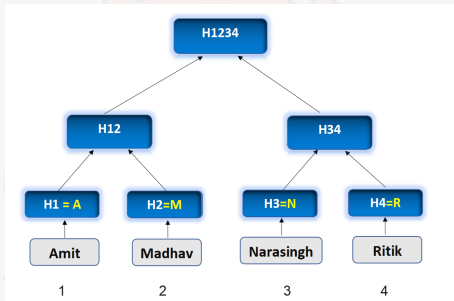 H1234
H12
H34
H1 = A
H2=M
H3=N
H4=R
Amit
Madhav
Narasingh
Ritik
1
2
3
4